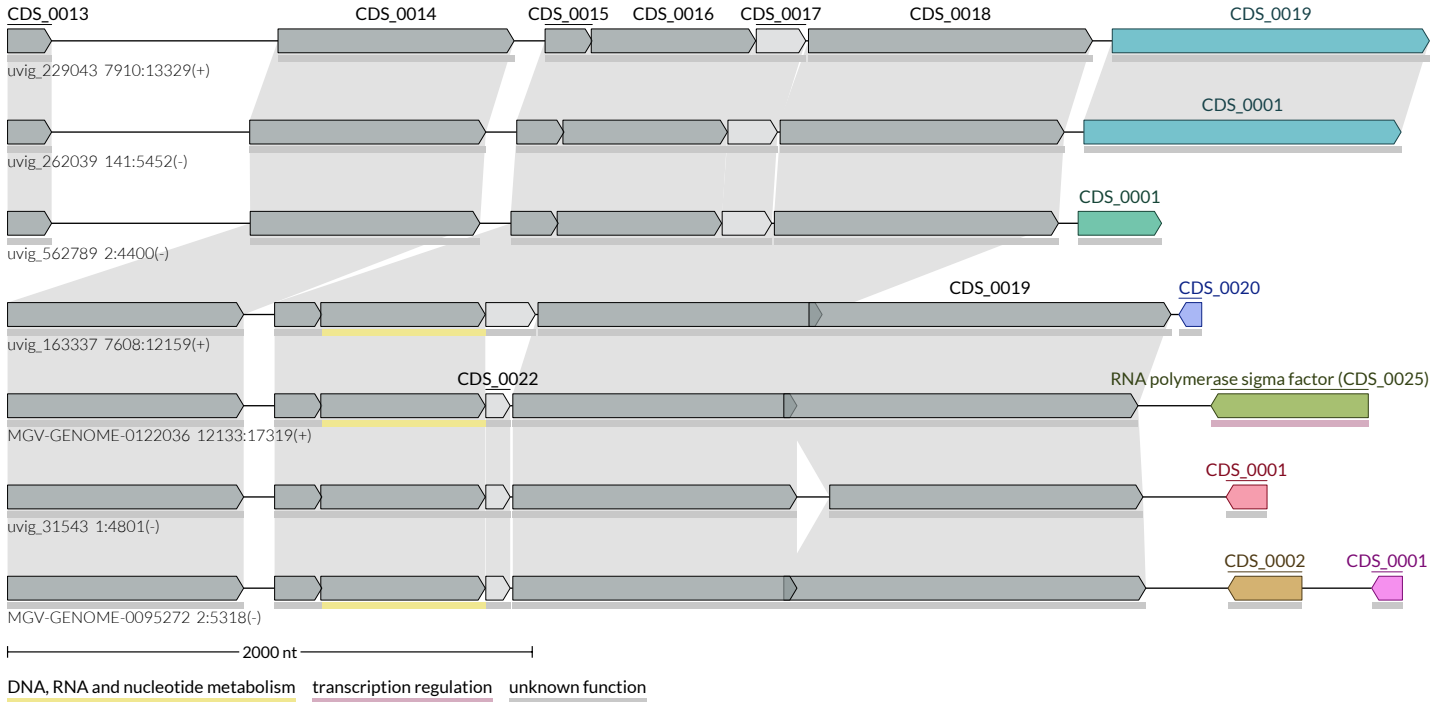 CDS_0013 CDS_0014 CDS_0015 CDS_0016 CDS_0017 CDS_0018 CDS_0019
uvig_229043 7910:13329(+)
CDS_0001
uvig_262039 141:5452(-)
CDS_0001
uvig_562789 2:4400(-)
CDS_0019 CDS_0020
uvig_163337 7608:12159(+)
CDS_0022 RNA polymerase sigma factor (CDS_0025)
MGV-GENOME-0122036 12133:17319(+)
CDS_0001
uvig_31543 1:4801(-)
CDS_0002 CDS_0001
MGV-GENOME-0095272 2:5318(-)
2000 nt
DNA, RNA and nucleotide metabolism transcription regulation unknown function